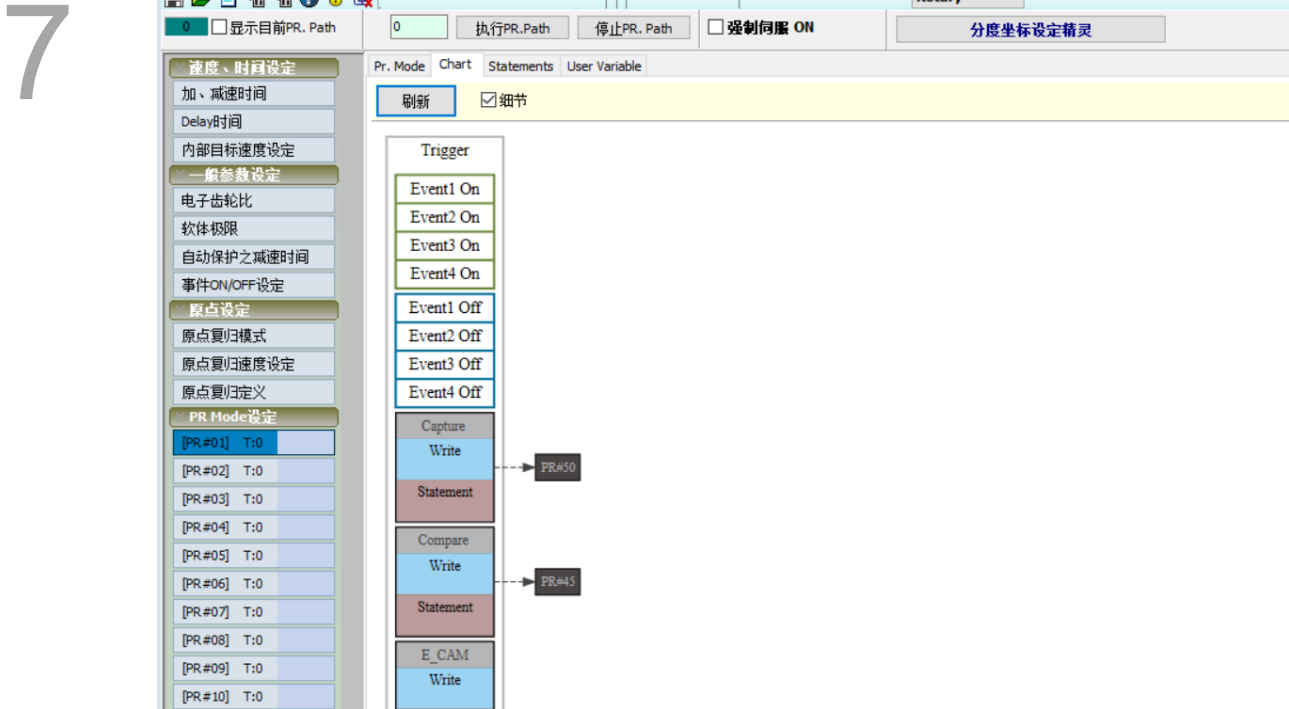 7
0 显示目前PR. Path 0 执行PR.Path 停止PR. Path 强制伺服 ON 分度坐标设定精灵
速度、时间设定
加、减速时间
Delay时间
内部目标速度设定
一般参数设定
电子齿轮比
软体极限
自动保护之减速时间
事件ON/OFF设定
原点设定
原点复归模式
原点复归速度设定
原点复归定义
PR Mode设定
[PR#01] T:0
[PR#02] T:0
[PR#03] T:0
[PR#04] T:0
[PR#05] T:0
[PR#06] T:0
[PR#07] T:0
[PR#08] T:0
[PR#09] T:0
[PR#10] T:0
Pr. Mode Chart Statements User Variable
刷新 细节
Trigger
Event1 On
Event2 On
Event3 On
Event4 On
Event1 Off
Event2 Off
Event3 Off
Event4 Off
Capture
Write
PR#50
Statement
Compare
Write
PR#45
Statement
E_CAM
Write